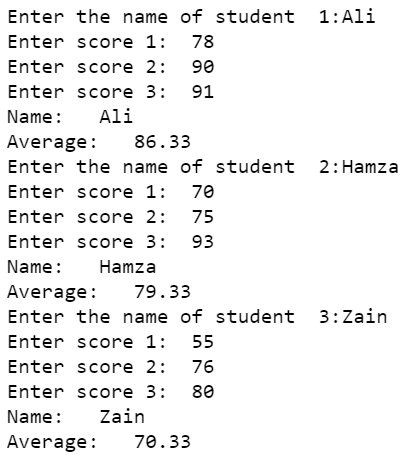 Enter the name of student  1:Ali
Enter score 1:  78
Enter score 2:  90
Enter score 3:  91
Name:   Ali
Average:   86.33
Enter the name of student  2:Hamza
Enter score 1:  70
Enter score 2:  75
Enter score 3:  93
Name:   Hamza
Average:   79.33
Enter the name of student  3:Zain
Enter score 1:  55
Enter score 2:  76
Enter score 3:  80
Name:   Zain
Average:   70.33